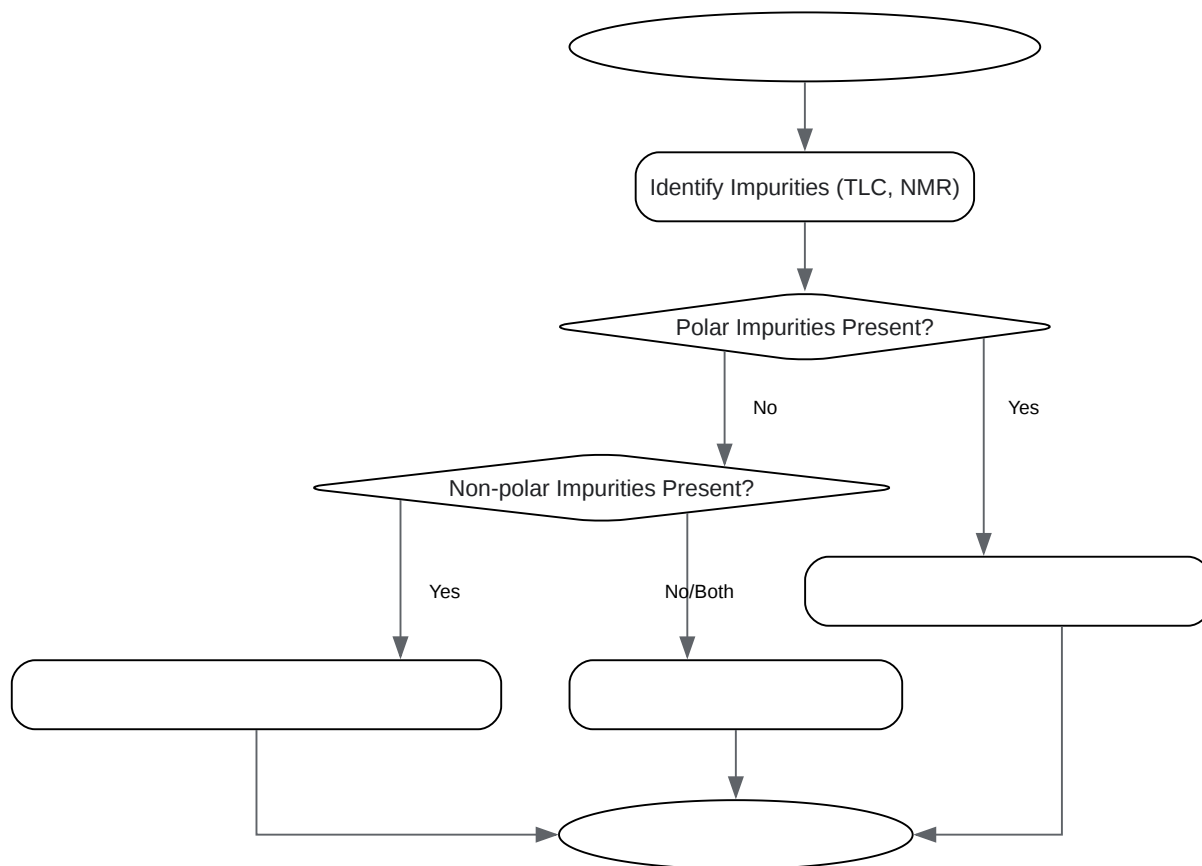 Identify Impurities (TLC, NMR)
Polar Impurities Present?
No
Yes
Non-polar Impurities Present?
Yes
No/Both